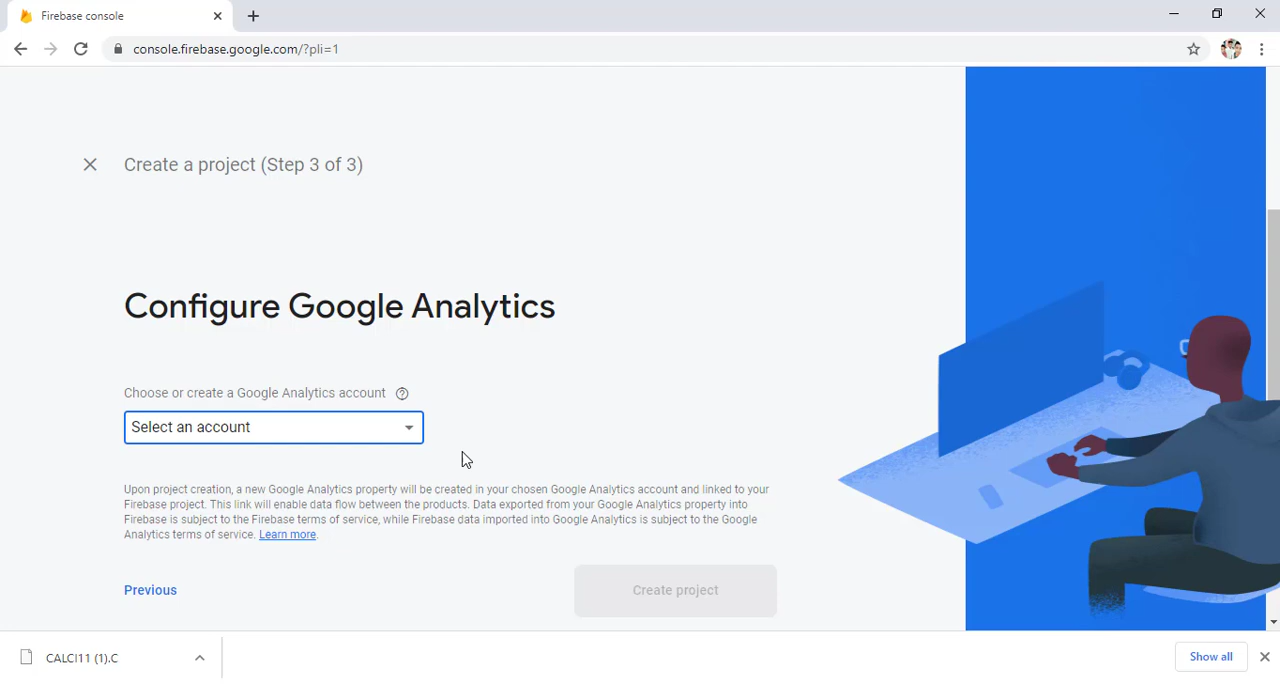 Firebase console
console.firebase.google.com/?pli=1
Create a project (Step 3 of 3)
Configure Google Analytics
Choose or create a Google Analytics account
Select an account
Upon project creation, a new Google Analytics property will be created in your chosen Google Analytics account and linked to your
Firebase project. This link will enable data flow between the products. Data exported from your Google Analytics property into
Firebase is subject to the Firebase terms of service, while Firebase data imported into Google Analytics is subject to the Google
Analytics terms of service. Learn more.
Previous
Create project
CALCI11 (1).C
Show all